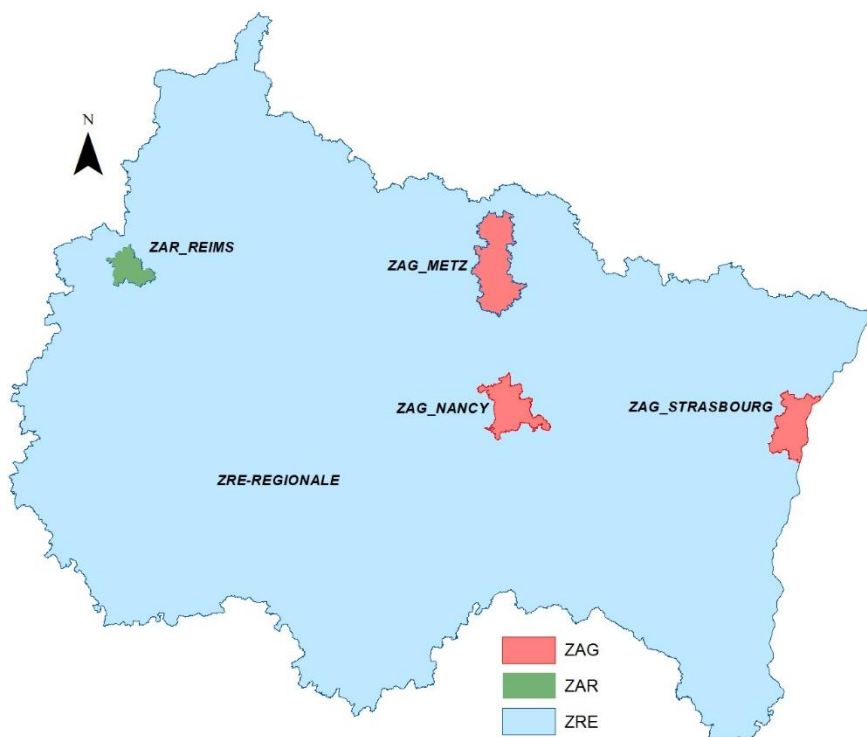 N
ZAR_REIMS
ZAG_METZ
ZAG_NANCY
ZAG_STRASBOURG
ZRE-REGIONALE
ZAG
ZAR
ZRE